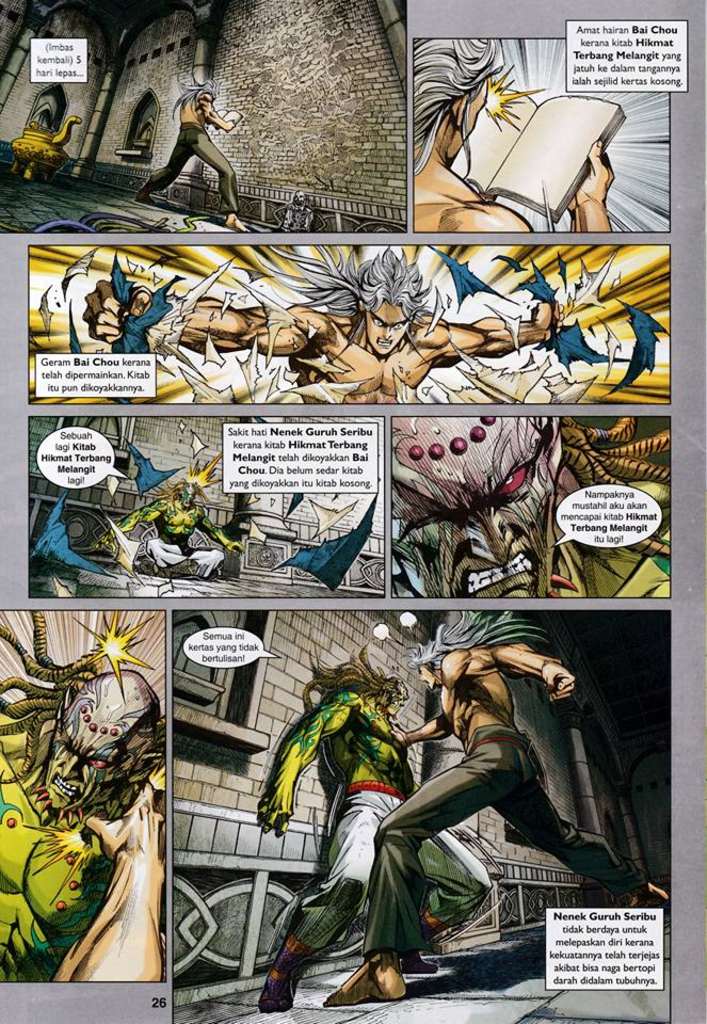 (Imbas
kembali) 5
hari lepas...
Amat hairan Bai Chou
kerana kitab Hikmat
Terbang Melangit yang
jatuh ke dalam tangannya
ialah sejilid kertas kosong.
Geram Bai Chou kerana
telah dipermainkan. Kitab
itu pun dikoyakkannya.
Sebuah
lagi Kitab
Hikmat Terbang
Melangit
lagi!
Sakit hati Nenek Guruh Seribu
kerana kitab Hikmat Terbang
Melangit telah dikoyakkan Bai
Chou. Dia belum sedar kitab
yang dikoyakkan itu kitab kosong.
Nampaknya
mustahil aku akan
mencapai kitab Hikmat
Terbang Melangit
itu lagi!
Semua ini
kertas yang tidak
bertulisan!
Nenek Guruh Seribu
tidak berdaya untuk
melepaskan diri kerana
kekuatannya telah terjejas
akibat bisa naga bertopi
darah didalam tubuhnya.
26